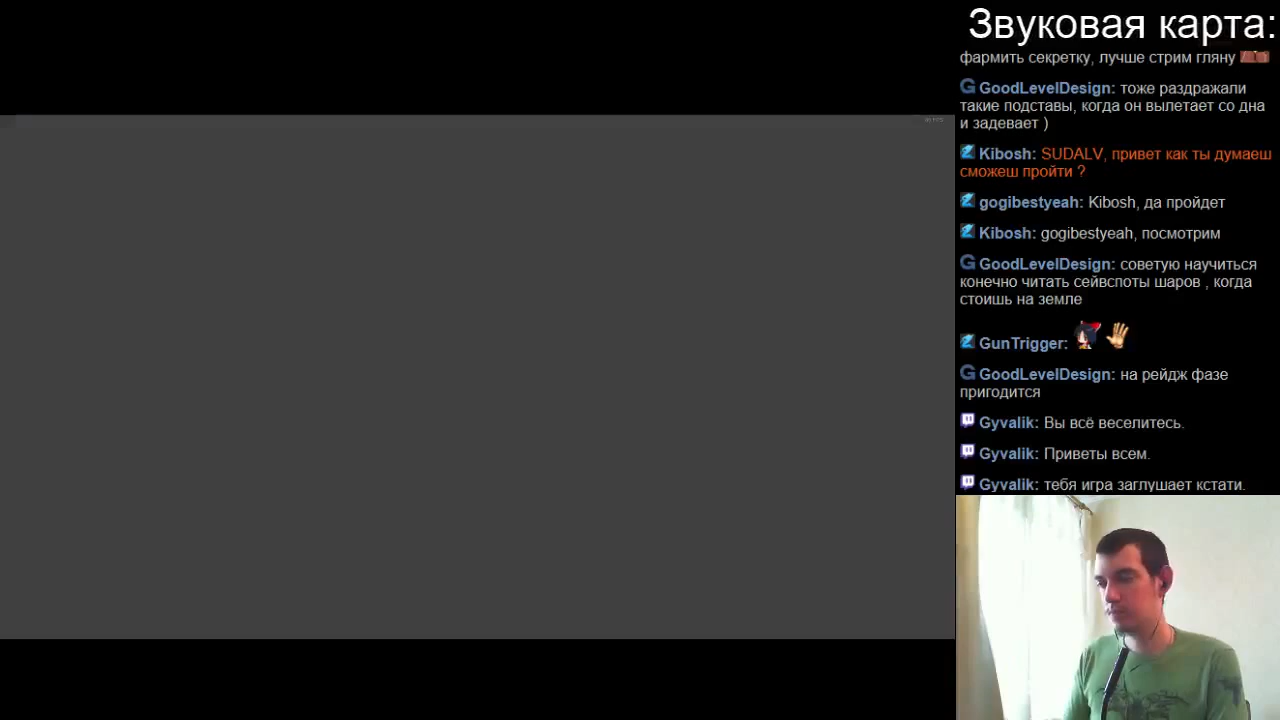 Звуковая карта:
фармить секретку, лучше стрим гляну
GoodLevelDesign: тоже раздражали
такие подставы, когда он вылетает со дна
и задевает )
Kibosh: SUDALV, привет как ты думаеш
сможеш пройти ?
gogibestyeah: Kibosh, да пройдет
Kibosh: gogibestyeah, посмотрим
GoodLevelDesign: советую научиться
конечно читать сейвспоты шаров , когда
стоишь на земле
GunTrigger:
GoodLevelDesign: на рейдж фазе
пригодится
Gyvalik: Вы всё веселитесь.
Gyvalik: Приветы всем.
Gyvalik: тебя игра заглушает кстати.